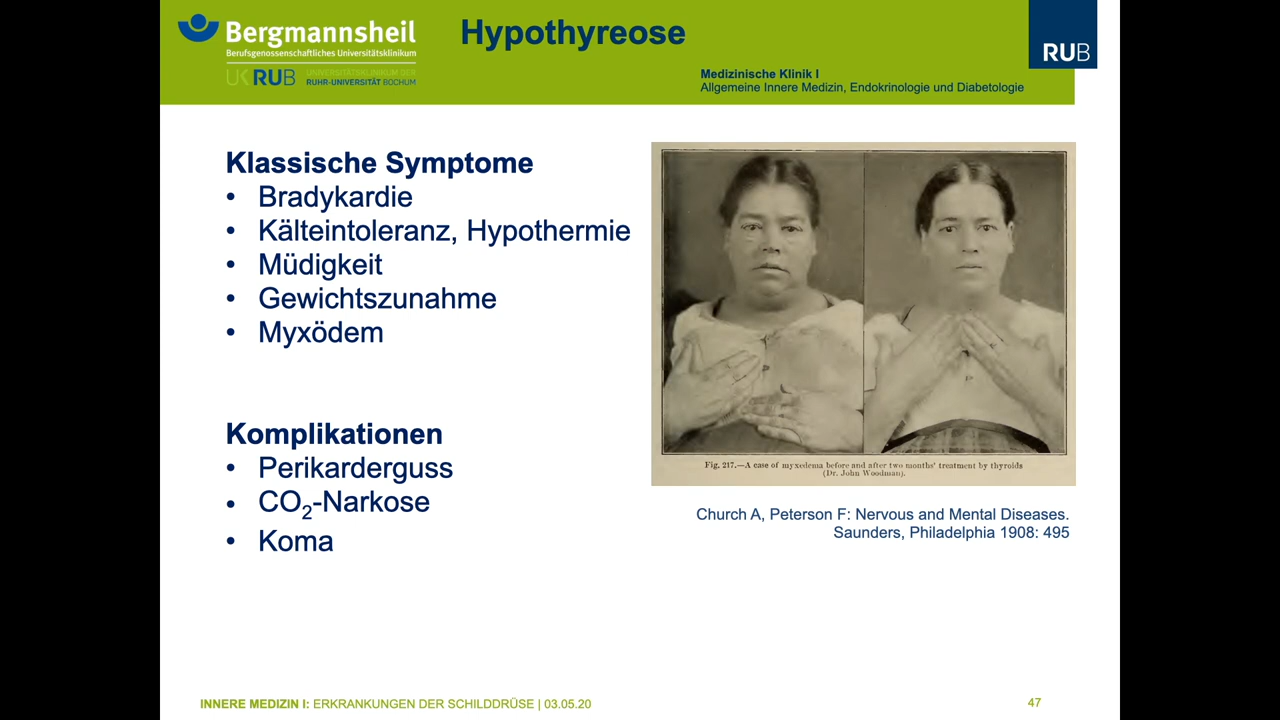 Bergmannsheil
Berufsgenossenschaftliches Universitätsklinikum
UK RUB
UNIVERSITÄTSKLINIKUM DER
RUHR-UNIVERSITÄT BOCHUM
Hypothyreose
RUB
Medizinische Klinik I
Allgemeine Innere Medizin, Endokrinologie und Diabetologie
Klassische Symptome
• Bradykardie
• Kälteintoleranz, Hypothermie
• Müdigkeit
• Gewichtszunahme
• Myxödem
Komplikationen
• Perikarderguss
• CO₂-Narkose
• Koma
Fig. 217.—A case of myxedema before and after two months' treatment by thyroids
(Dr. John Woodman).
Church A, Peterson F: Nervous and Mental Diseases.
Saunders, Philadelphia 1908: 495
INNERE MEDIZIN I: ERKRANKUNGEN DER SCHILDDRÜSE | 03.05.20
47